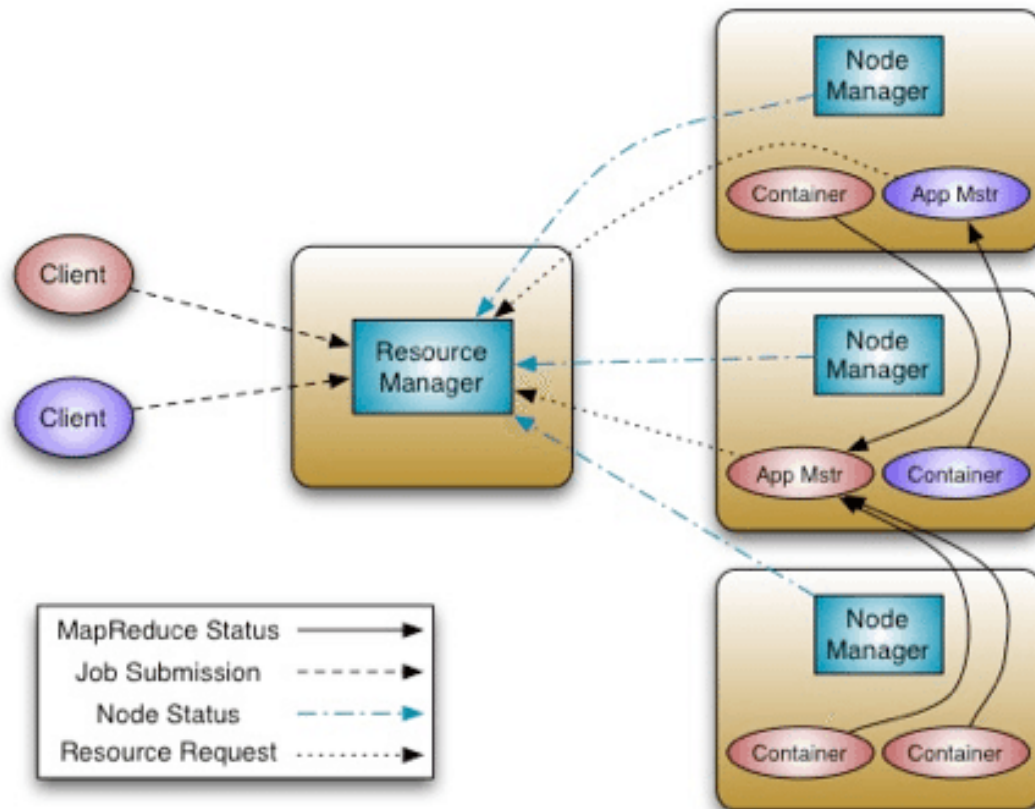 Node
Manager
Container
App Mstr
Client
Client
Resource
Manager
Node
Manager
App Mstr
Container
Node
Manager
Container
Container
MapReduce Status
Job Submission
Node Status
Resource Request